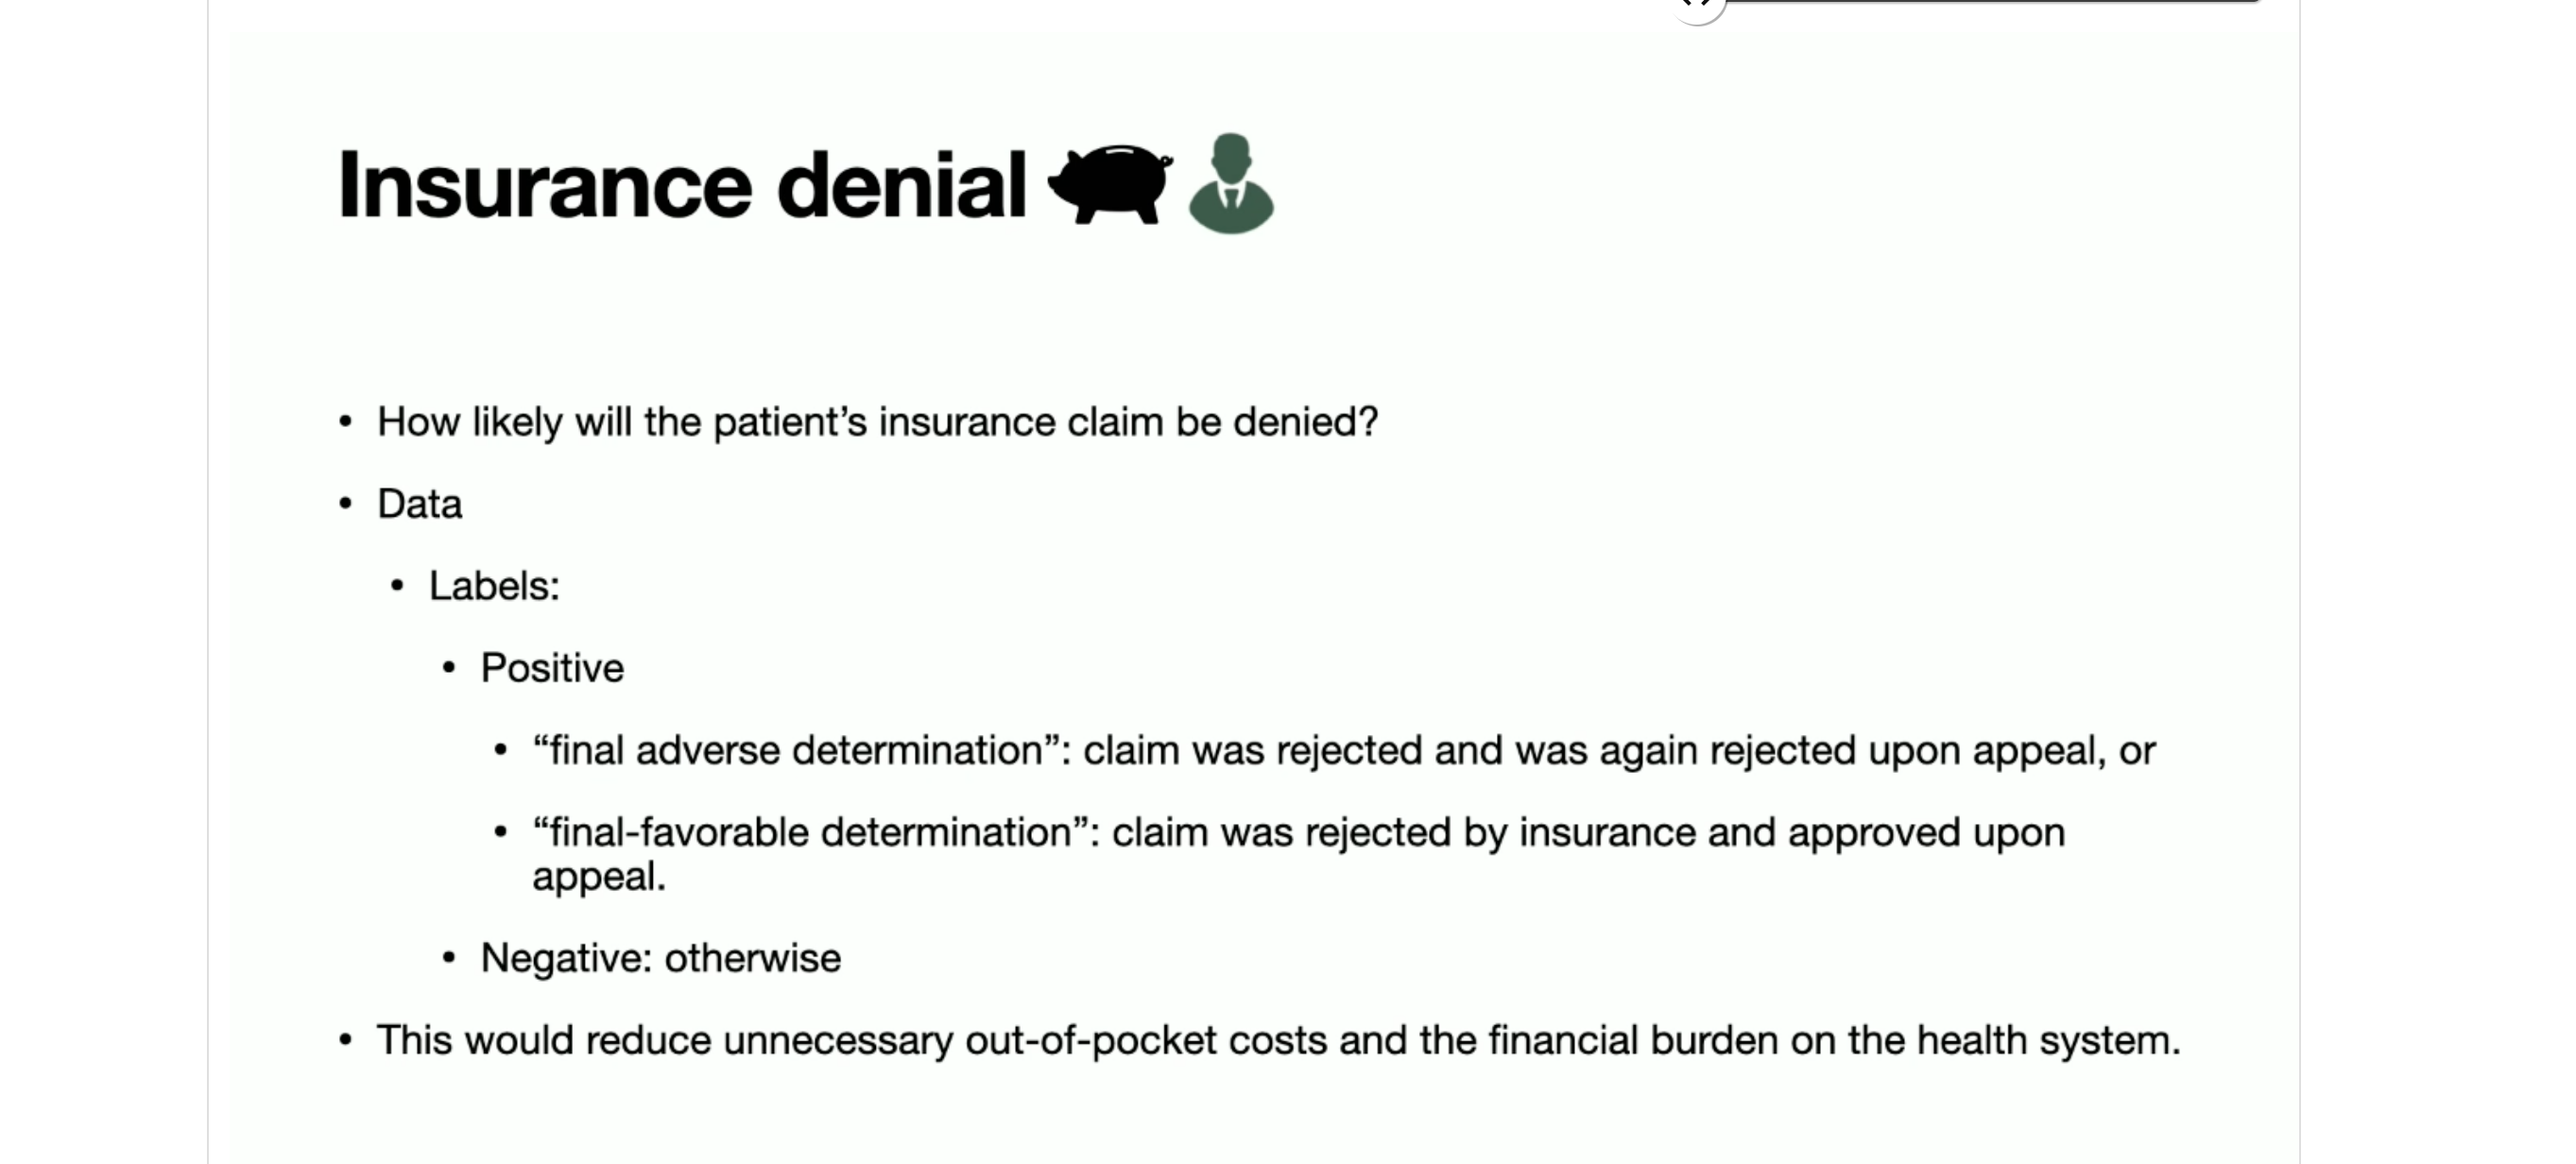 Insurance denial
• How likely will the patient’s insurance claim be denied?
• Data
• Labels:
• Positive
• “final adverse determination”: claim was rejected and was again rejected upon appeal, or
• “final-favorable determination”: claim was rejected by insurance and approved upon
appeal.
• Negative: otherwise
• This would reduce unnecessary out-of-pocket costs and the financial burden on the health system.